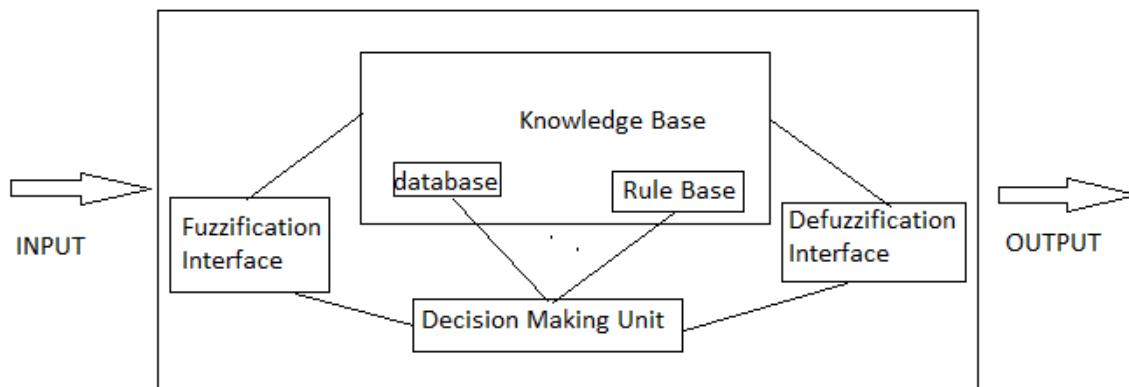 Knowledge Base
database
Rule Base
INPUT
Fuzzification
Interface
Decision Making Unit
Defuzzification
Interface
OUTPUT